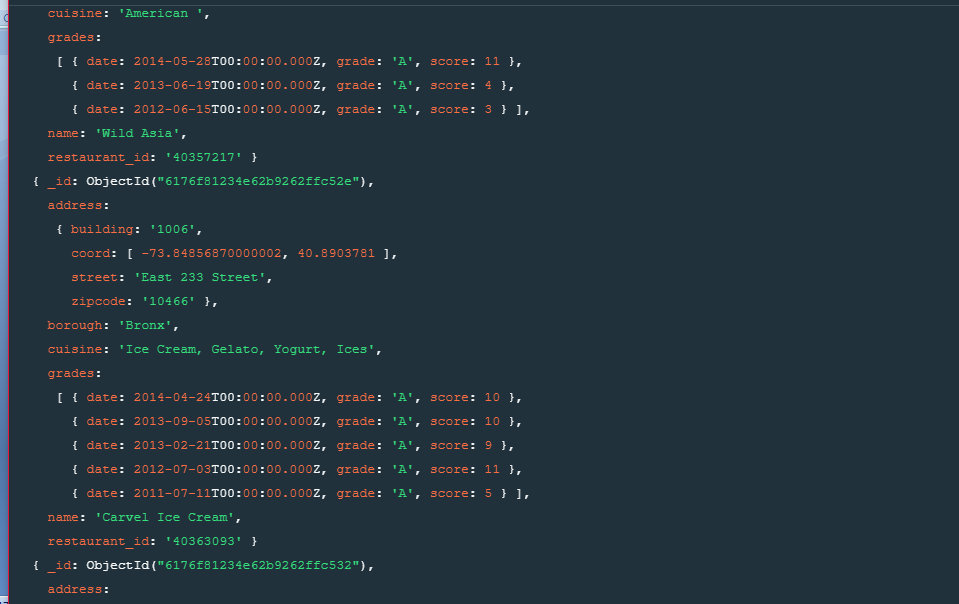 cuisine: 'American ',
grades:
[ { date: 2014-05-28T00:00:00.000Z, grade: 'A', score: 11 },
{ date: 2013-06-19T00:00:00.000Z, grade: 'A', score: 4 },
{ date: 2012-06-15T00:00:00.000Z, grade: 'A', score: 3 } ],
name: 'Wild Asia',
restaurant_id: '40357217' }
{ _id: ObjectId("6176f81234e62b9262ffc52e"),
address:
{ building: '1006',
coord: [ -73.84856870000002, 40.8903781 ],
street: 'East 233 Street',
zipcode: '10466' },
borough: 'Bronx',
cuisine: 'Ice Cream, Gelato, Yogurt, Ices',
grades:
[ { date: 2014-04-24T00:00:00.000Z, grade: 'A', score: 10 },
{ date: 2013-09-05T00:00:00.000Z, grade: 'A', score: 10 },
{ date: 2013-02-21T00:00:00.000Z, grade: 'A', score: 9 },
{ date: 2012-07-03T00:00:00.000Z, grade: 'A', score: 11 },
{ date: 2011-07-11T00:00:00.000Z, grade: 'A', score: 5 } ],
name: 'Carvel Ice Cream',
restaurant_id: '40363093' }
{ _id: ObjectId("6176f81234e62b9262ffc532"),
address: